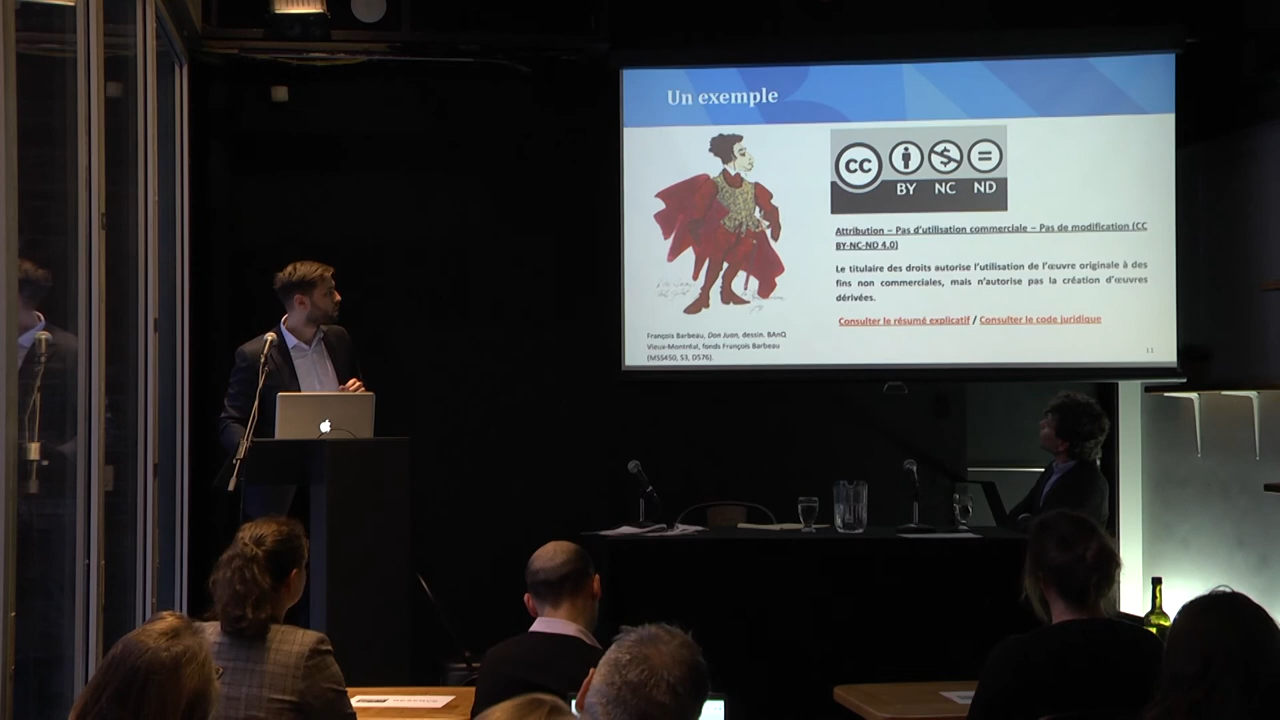 Un exemple
cc
BY NC ND
Attribution – Pas d'utilisation commerciale – Pas de modification (CC
BY-NC-ND 4.0)
Le titulaire des droits autorise l'utilisation de l'œuvre originale à des
fins non commerciales, mais n'autorise pas la création d'œuvres
dérivées.
Consulter le résumé explicatif / Consulter le code juridique
François Barbeau, Don Juan, dessin. BAnQ
Vieux-Montréal, fonds François Barbeau
(MSS450, S3, D576).
11